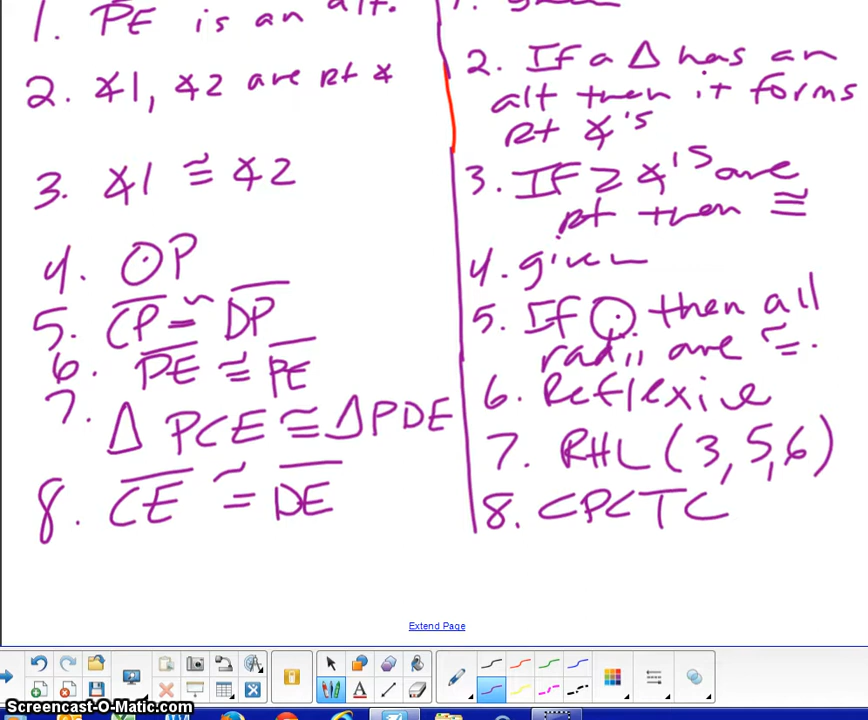 1. PE is an alt.
1. given
2. ∡1, ∡2 are Rt ∡
2. If a Δ has an
alt then it forms
Rt ∡'s
3. ∡1 ≅ ∡2
3. If 2 ∡'s are
rt then ≅
4. ⊙P
4. given
5. CP ≅ DP
5. If ⊙ then all
radii are ≅.
6. PE ≅ PE
6. Reflexive
7. Δ PCE ≅ Δ PDE
7. RHL (3, 5, 6)
8. CE ≅ DE
8. CPCTC
Extend Page
Screencast-O-Matic.com